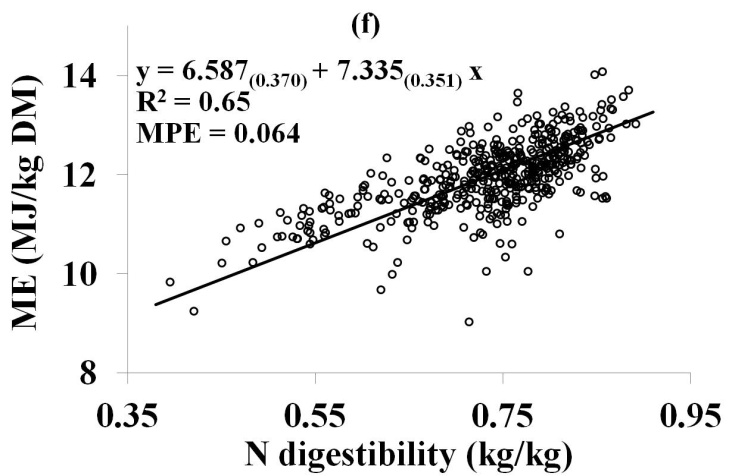 (f)
y = 6.587(0.370) + 7.335(0.351) x
R² = 0.65
MPE = 0.064
ME (MJ/kg DM)
14
12
10
8
0.35 0.55 0.75 0.95
N digestibility (kg/kg)